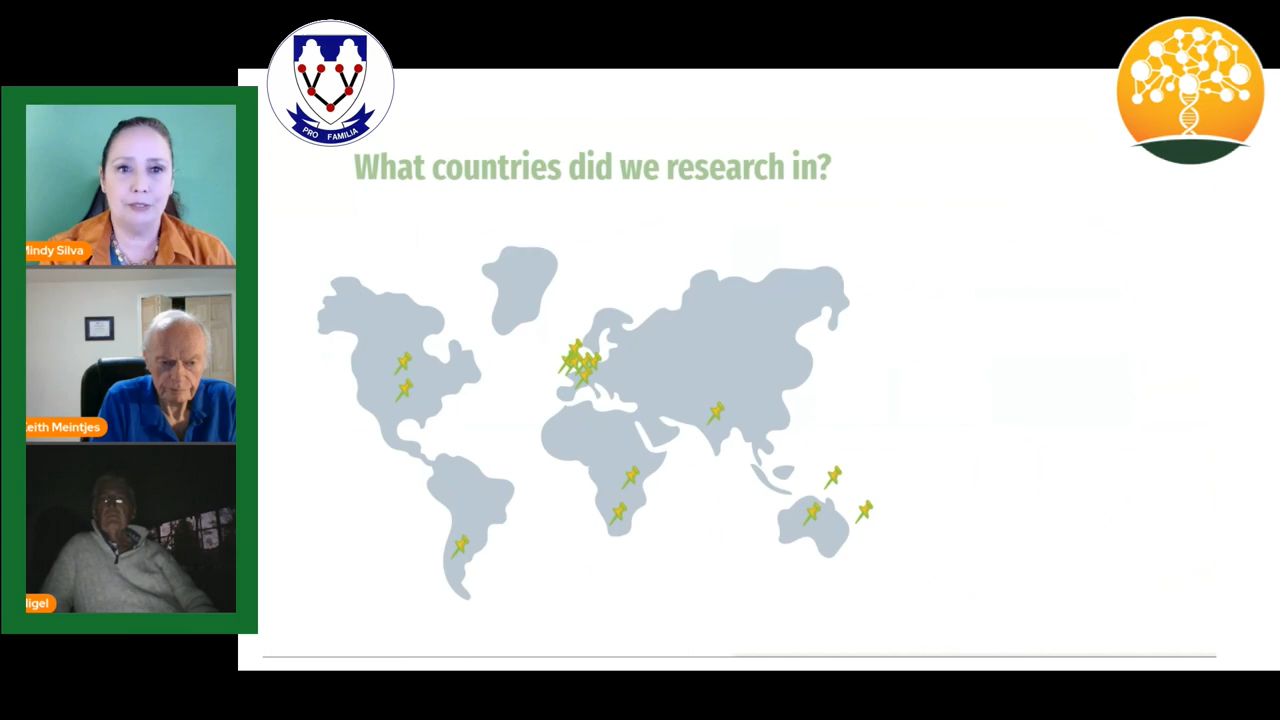 PRO FAMILIA
What countries did we research in?
Mindy Silva
Keith Meintjes
Nigel